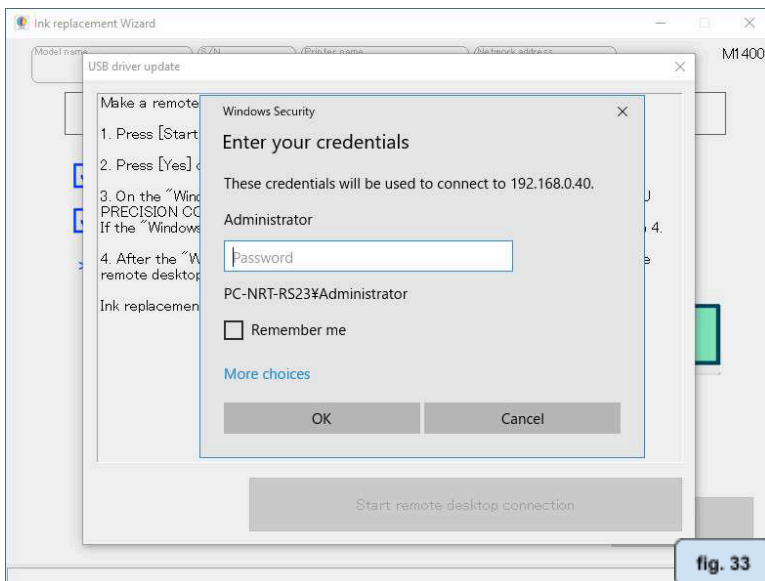 Ink replacement Wizard
Model name
S/N
Printer name
Network address
M1400
USB driver update
Make a remote
1. Press [Start
2. Press [Yes]
3. On the "Wind
PRECISION CO
If the "Windows
4.
4. After the "W
remote desktop
Ink replacemen
Windows Security
Enter your credentials
These credentials will be used to connect to 192.168.0.40.
Administrator
Password
PC-NRT-RS23¥Administrator
Remember me
More choices
OK
Cancel
Start remote desktop connection
fig. 33